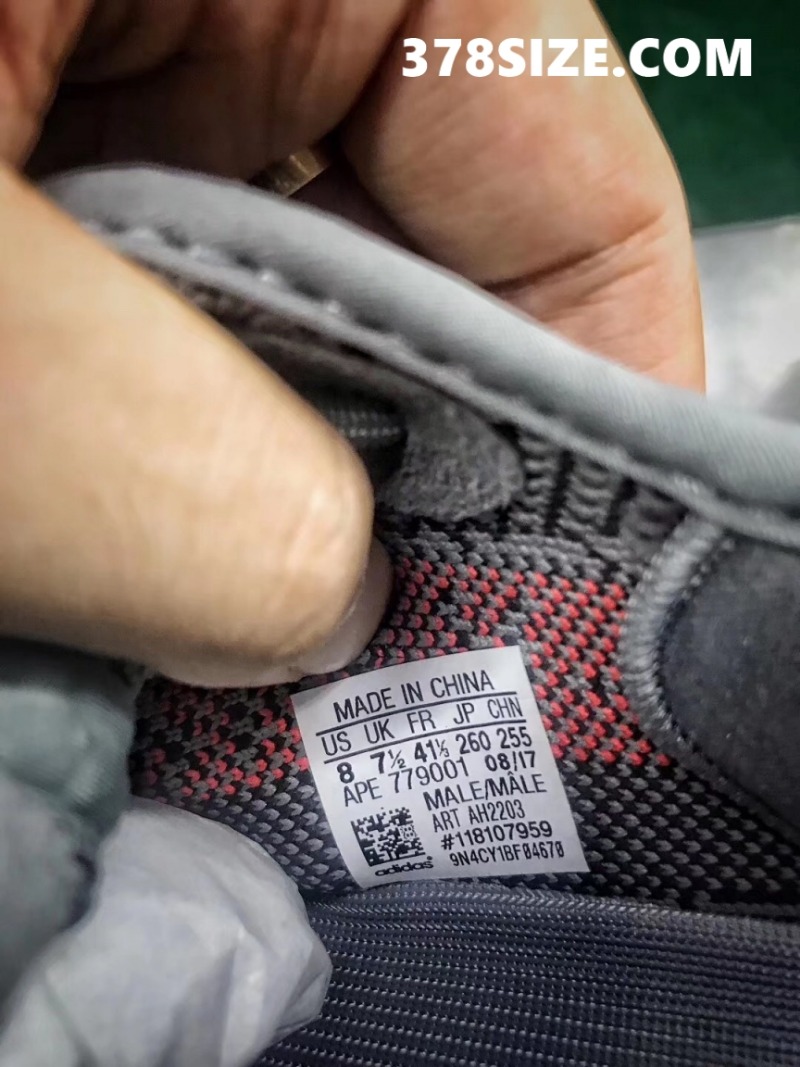 378SIZE.COM
MADE IN CHINA
US UK FR JP CHN
8 7½ 41⅓ 260 255
APE 779001 08/17
MALE/MÂLE
ART AH2203
#118107959
9N4CY1BF04670
adidas®